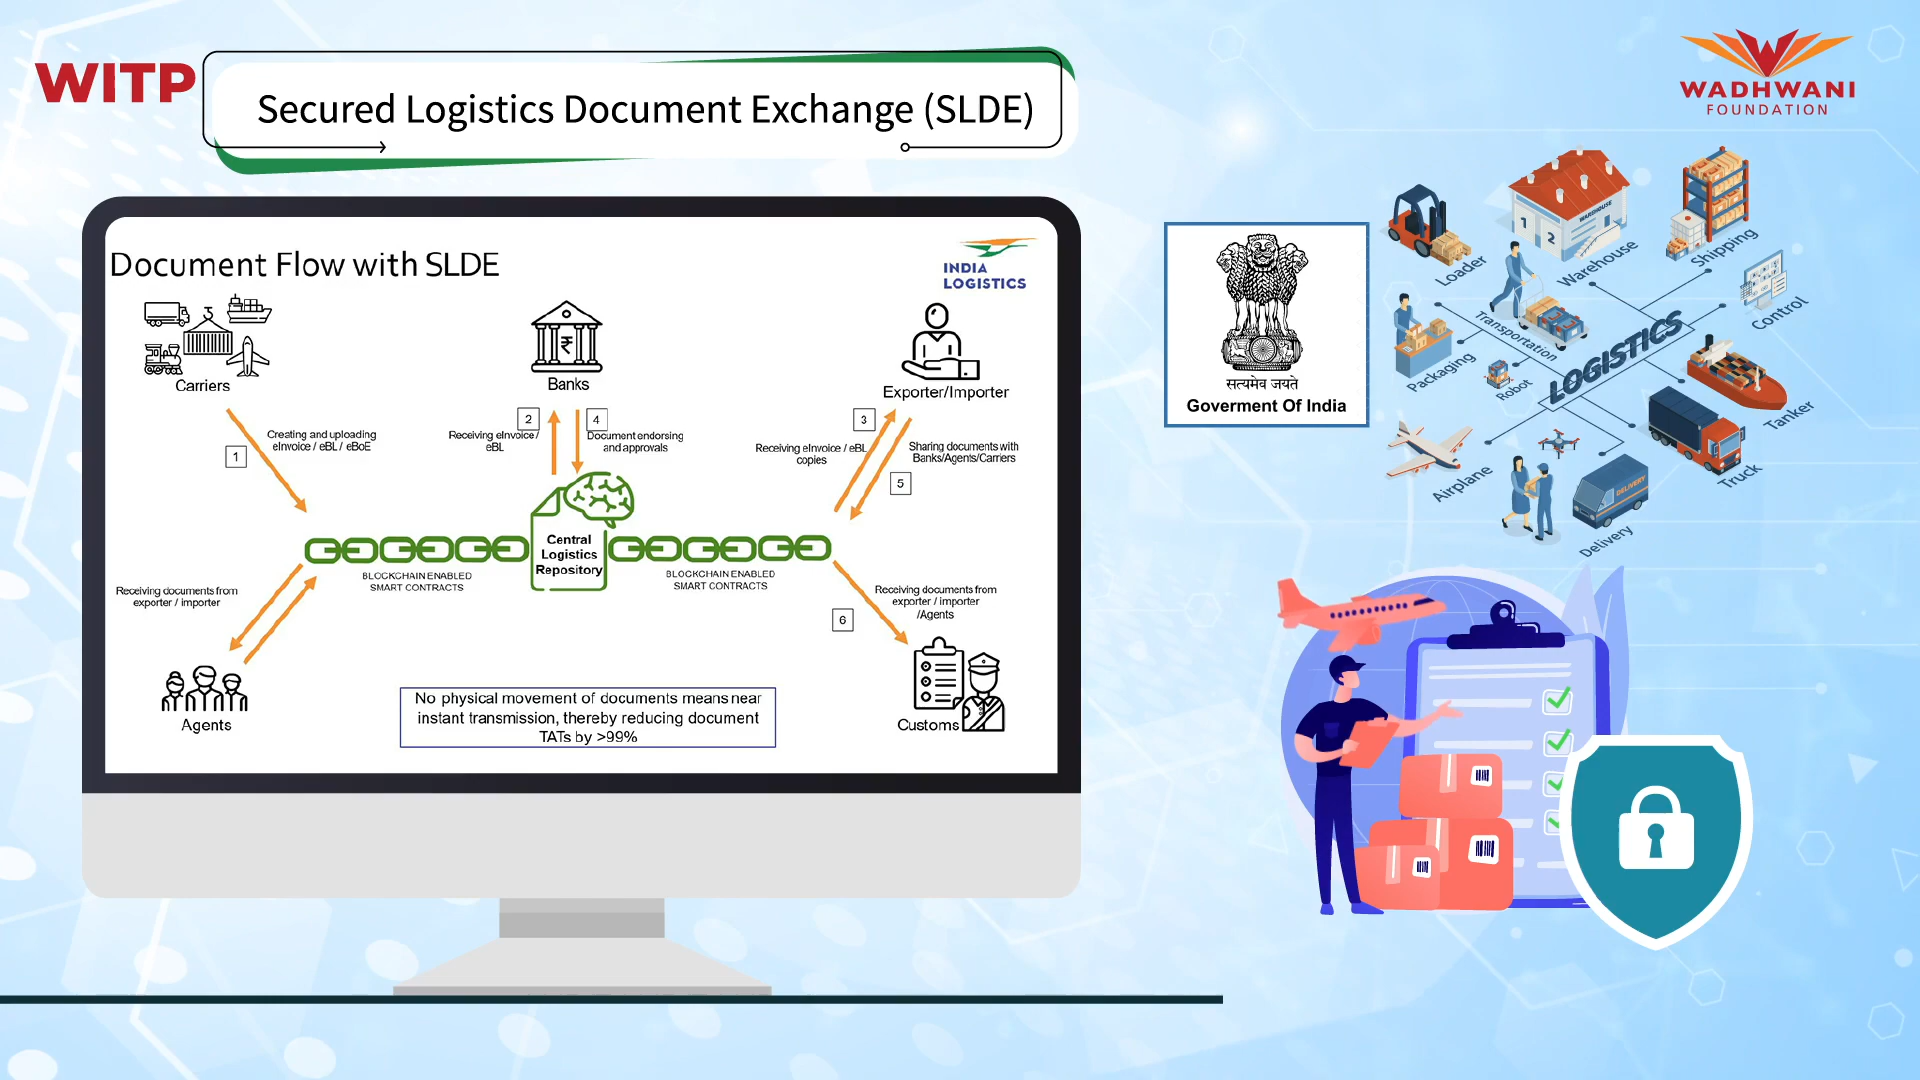 WITP
Secured Logistics Document Exchange (SLDE)
WADHWANI
FOUNDATION
Document Flow with SLDE
INDIA
LOGISTICS
Carriers
Banks
Exporter/Importer
1
Creating and uploading
eInvoice / eBL / eBoE
2
Receiving eInvoice /
eBL
4
Document endorsing
and approvals
3
Receiving eInvoice / eBL
copies
Sharing documents with
Banks/Agents/Carriers
5
Central
Logistics
Repository
BLOCKCHAIN ENABLED
SMART CONTRACTS
BLOCKCHAIN ENABLED
SMART CONTRACTS
Receiving documents from
exporter / importer
Receiving documents from
exporter / importer
/Agents
6
Agents
Customs
No physical movement of documents means near
instant transmission, thereby reducing document
TATs by >99%
सत्यमेव जयते
Goverment Of India
Loader
WAREHOUSE
1 2
Warehouse
Shipping
Control
Transportation
LOGISTICS
Packaging
Robot
Tanker
Airplane
Truck
DELIVERY
Delivery